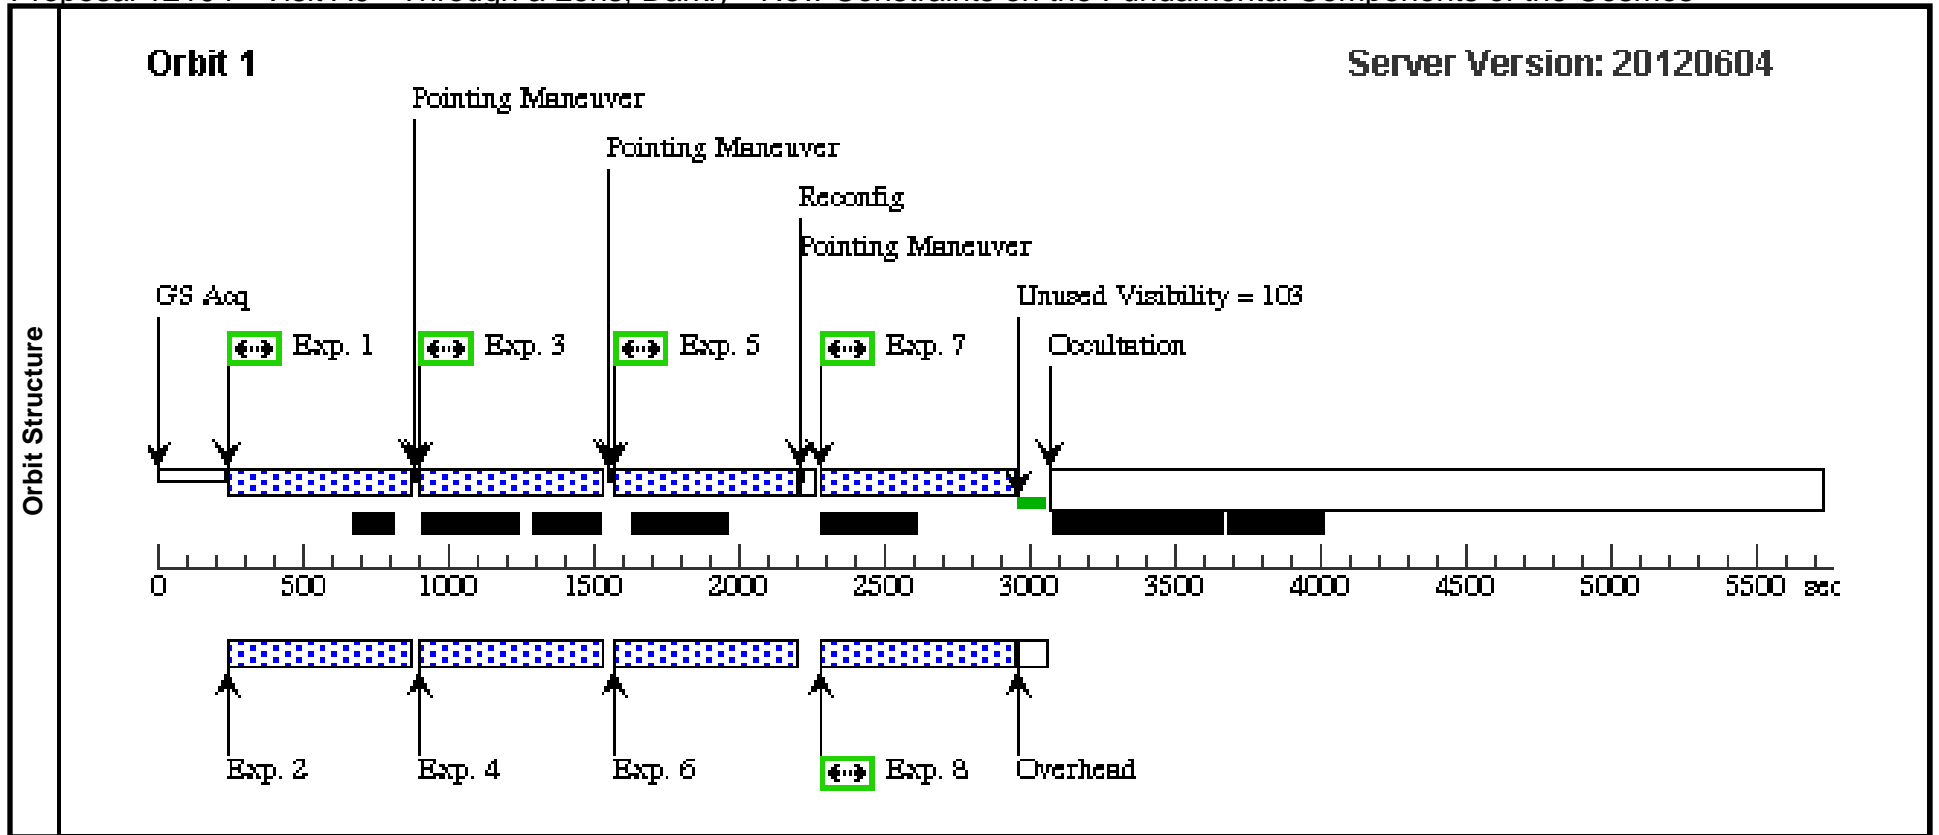 Orbit 1
Server Version: 20120604
Pointing Maneuver
Pointing Maneuver
Reconfig
Pointing Maneuver
GS Acq
Unused Visibility = 103
Exp. 1
Exp. 3
Exp. 5
Exp. 7
Occultation
Orbit Structure
0 500 1000 1500 2000 2500 3000 3500 4000 4500 5000 5500 sec
Exp. 2
Exp. 4
Exp. 6
Exp. 8
Overhead